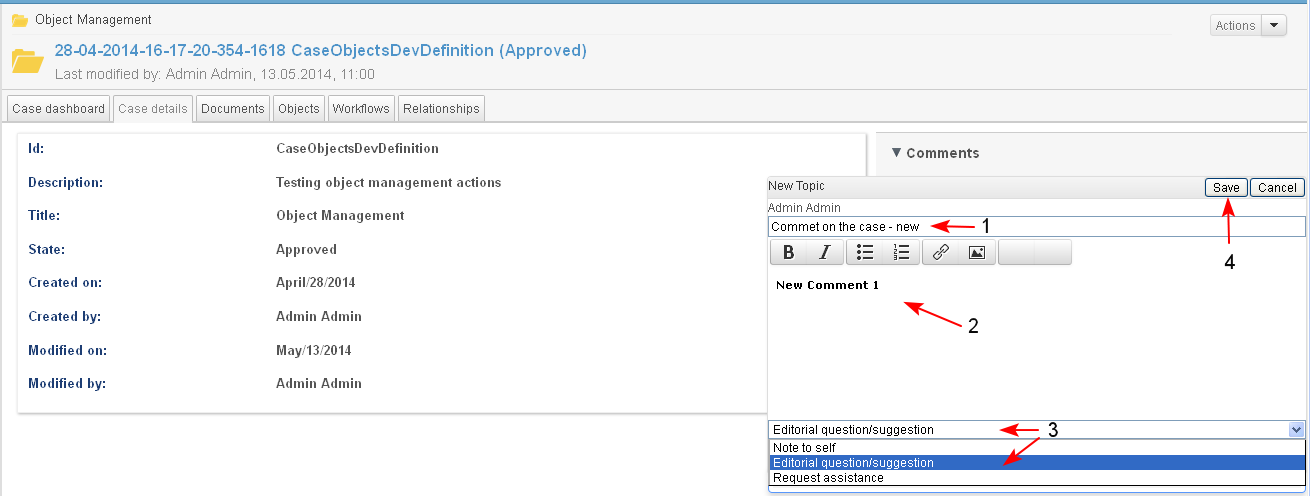 Object Management
Actions
28-04-2014-16-17-20-354-1618 CaseObjectsDevDefinition (Approved)
Last modified by: Admin Admin, 13.05.2014, 11:00
Case dashboard Case details Documents Objects Workflows Relationships
Id: CaseObjectsDevDefinition
Description: Testing object management actions
Title: Object Management
State: Approved
Created on: April/28/2014
Created by: Admin Admin
Modified on: May/13/2014
Modified by: Admin Admin
Comments
New Topic Save Cancel
Admin Admin
Commet on the case - new 1
4
B I
New Comment 1
2
Editorial question/suggestion 3
Note to self
Editorial question/suggestion
Request assistance